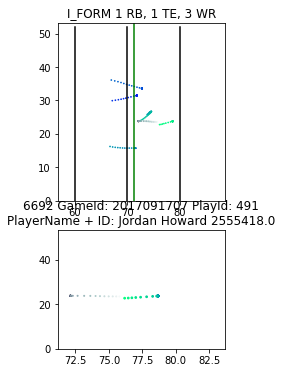 I_FORM 1 RB, 1 TE, 3 WR
50
40
30
20
10
0
60 70 80
6692 GameId: 2017091707 PlayId: 491
PlayerName + ID: Jordan Howard 2555418.0
40
20
0
72.5 75.0 77.5 80.0 82.5